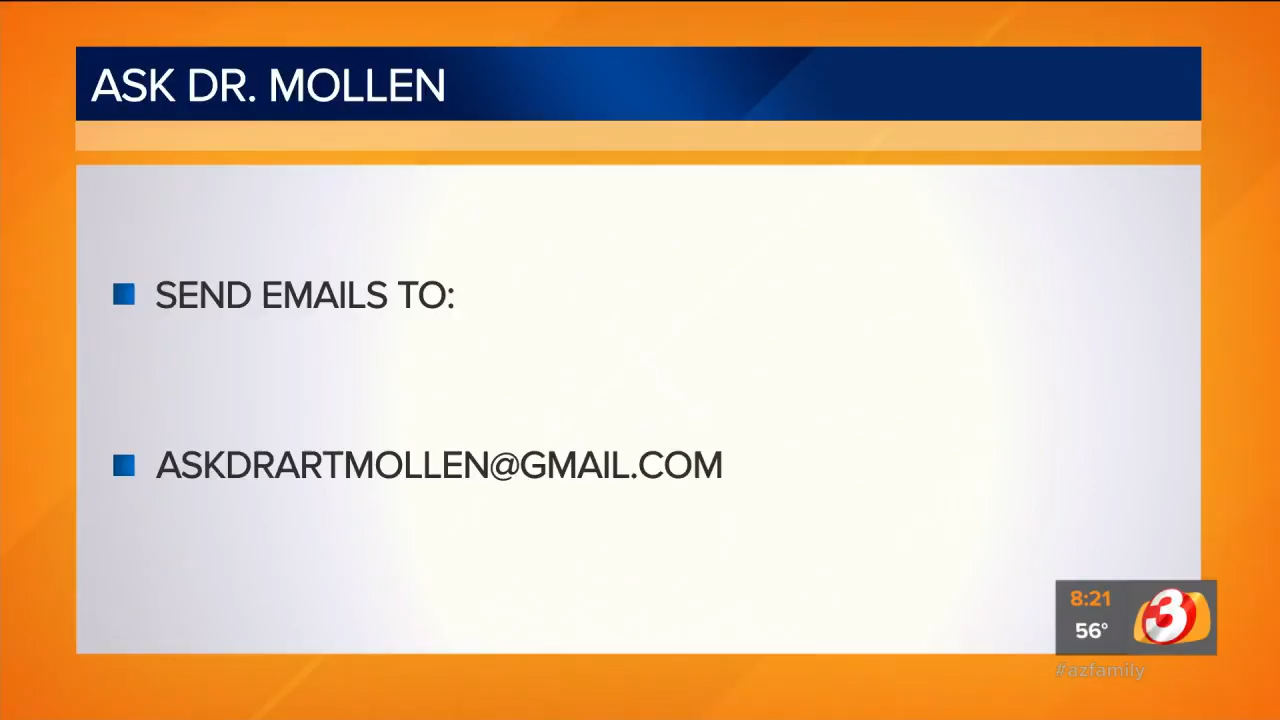 ASK DR. MOLLEN
SEND EMAILS TO:
ASKDRARTMOLLEN@GMAIL.COM
8:21
56°
3
#azfamily